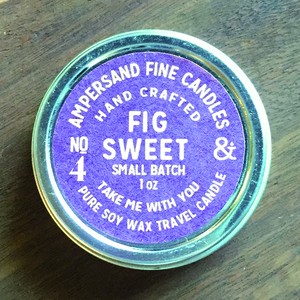 AMPERSAND FINE CANDLES
HAND CRAFTED
FIG
NO
4
SWEET
&
SMALL BATCH
1 oz
TAKE ME WITH YOU
PURE SOY WAX TRAVEL CANDLE